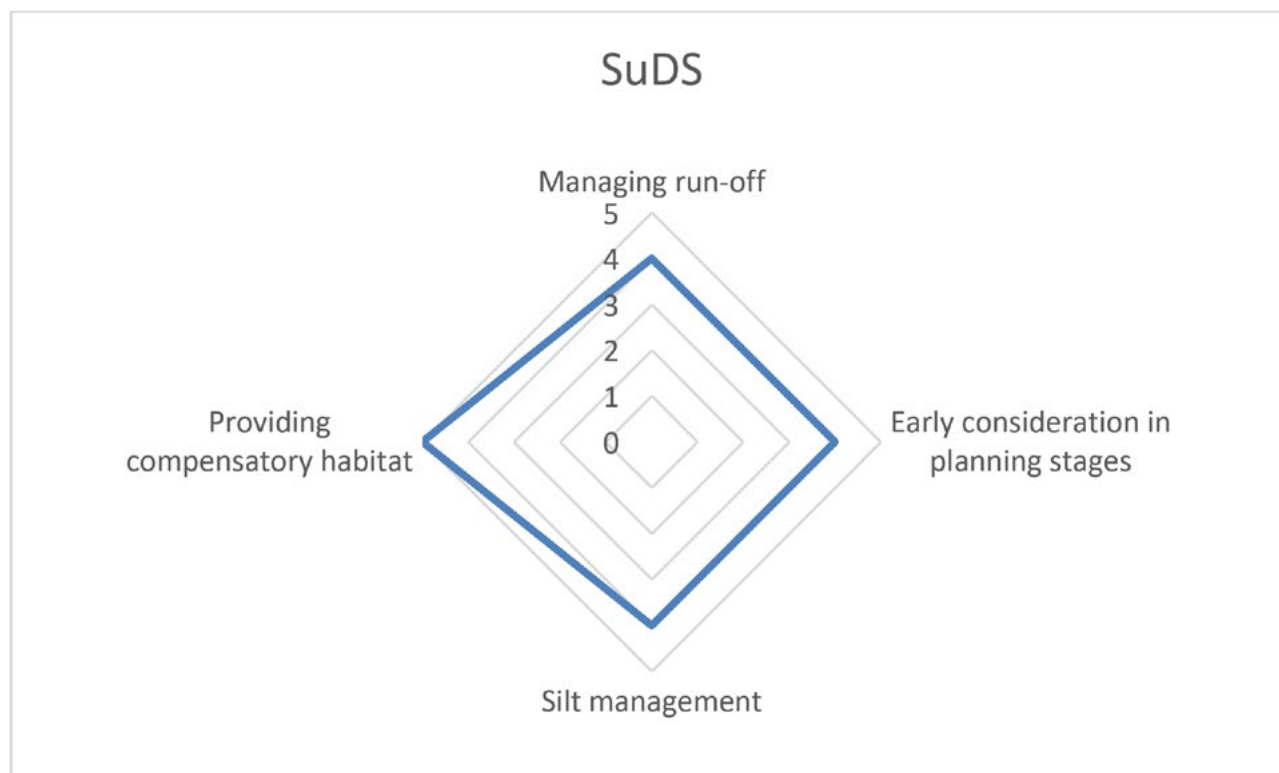 SuDS
Managing run-off
5
4
3
2
1
0
Providing
compensatory habitat
Early consideration in
planning stages
Silt management